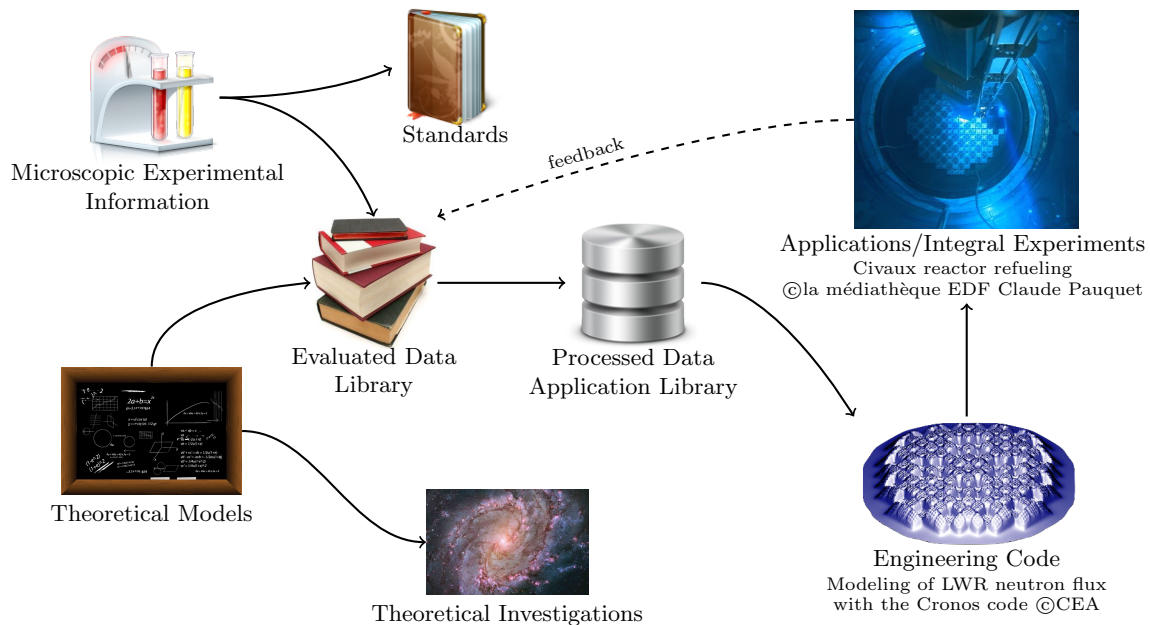 Standards
Microscopic Experimental
Information
feedback
Applications/Integral Experiments
Civaux reactor refueling
©la médiathèque EDF Claude Pauquet
Evaluated Data
Library
Processed Data
Application Library
2a+b=x
Theoretical Models
Engineering Code
Modeling of LWR neutron flux
with the Cronos code ©CEA
Theoretical Investigations